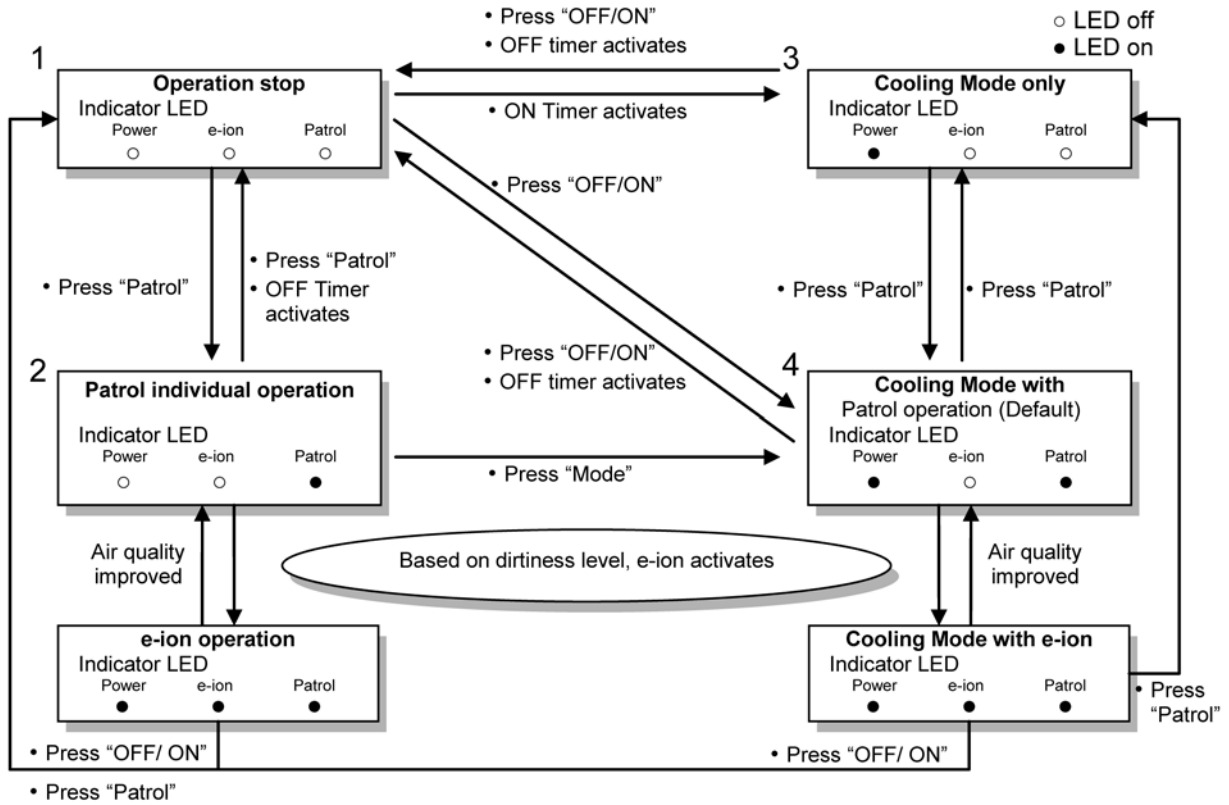 • Press “OFF/ON”
• OFF timer activates
○ LED off
● LED on
1
Operation stop
Indicator LED
Power e-ion Patrol
• ON Timer activates
3
Cooling Mode only
Indicator LED
Power e-ion Patrol
• Press “OFF/ON”
• Press “Patrol”
• Press “Patrol”
• OFF Timer
activates
• Press “Patrol”
• Press “Patrol”
• Press “OFF/ON”
• OFF timer activates
2
Patrol individual operation
Indicator LED
Power e-ion Patrol
• Press “Mode”
4
Cooling Mode with
Patrol operation (Default)
Indicator LED
Power e-ion Patrol
Air quality
improved
Based on dirtiness level, e-ion activates
Air quality
improved
e-ion operation
Indicator LED
Power e-ion Patrol
Cooling Mode with e-ion
Indicator LED
Power e-ion Patrol
• Press
“Patrol”
• Press “OFF/ ON”
• Press “OFF/ ON”
• Press “Patrol”